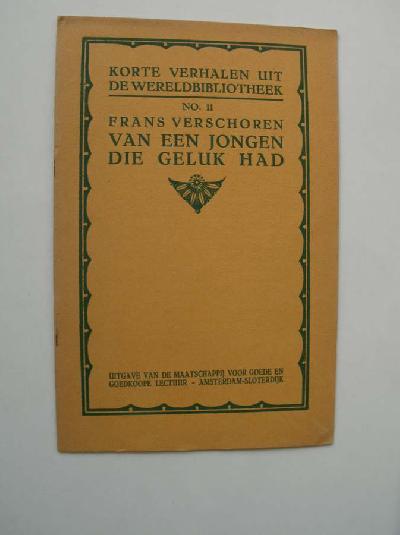 KORTE VERHALEN UIT
DE WERELDBIBLIOTHEEK
NO. 11
FRANS VERSCHOREN
VAN EEN JONGEN
DIE GELUK HAD
UITGAVE VAN DE MAATSCHAPPIJ VOOR GOEDE EN
GOEDKOOPE LECTUUR - AMSTERDAM-SLOTERDIJK